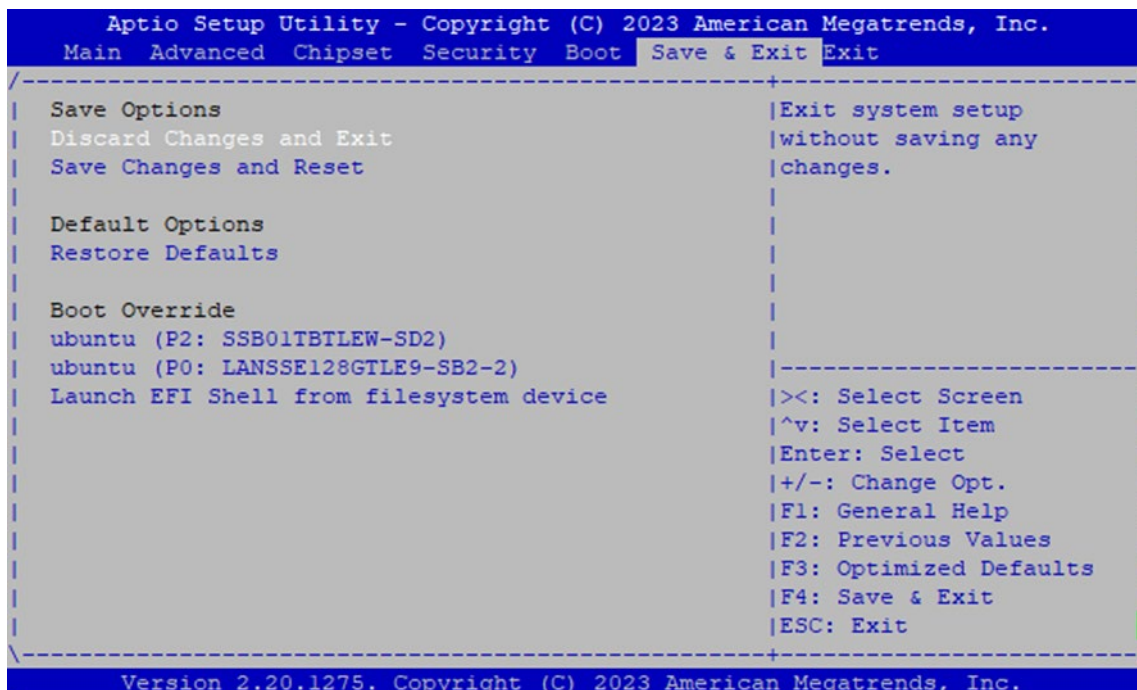 Aptio Setup Utility - Copyright (C) 2023 American Megatrends, Inc.
Main Advanced Chipset Security Boot Save & Exit Exit
/----------------------------------------------------+-------------------------
| Save Options |Exit system setup
| Discard Changes and Exit |without saving any
| Save Changes and Reset |changes.
| |
| Default Options |
| Restore Defaults |
| |
| Boot Override |
| ubuntu (P2: SSB01TBTLEW-SD2) |
| ubuntu (P0: LANSSE128GTLE9-SB2-2) |-------------------------
| Launch EFI Shell from filesystem device |><: Select Screen
| |^v: Select Item
| |Enter: Select
| |+/-: Change Opt.
| |F1: General Help
| |F2: Previous Values
| |F3: Optimized Defaults
| |F4: Save & Exit
| |ESC: Exit
\----------------------------------------------------+-------------------------
Version 2.20.1275. Copyright (C) 2023 American Megatrends, Inc.